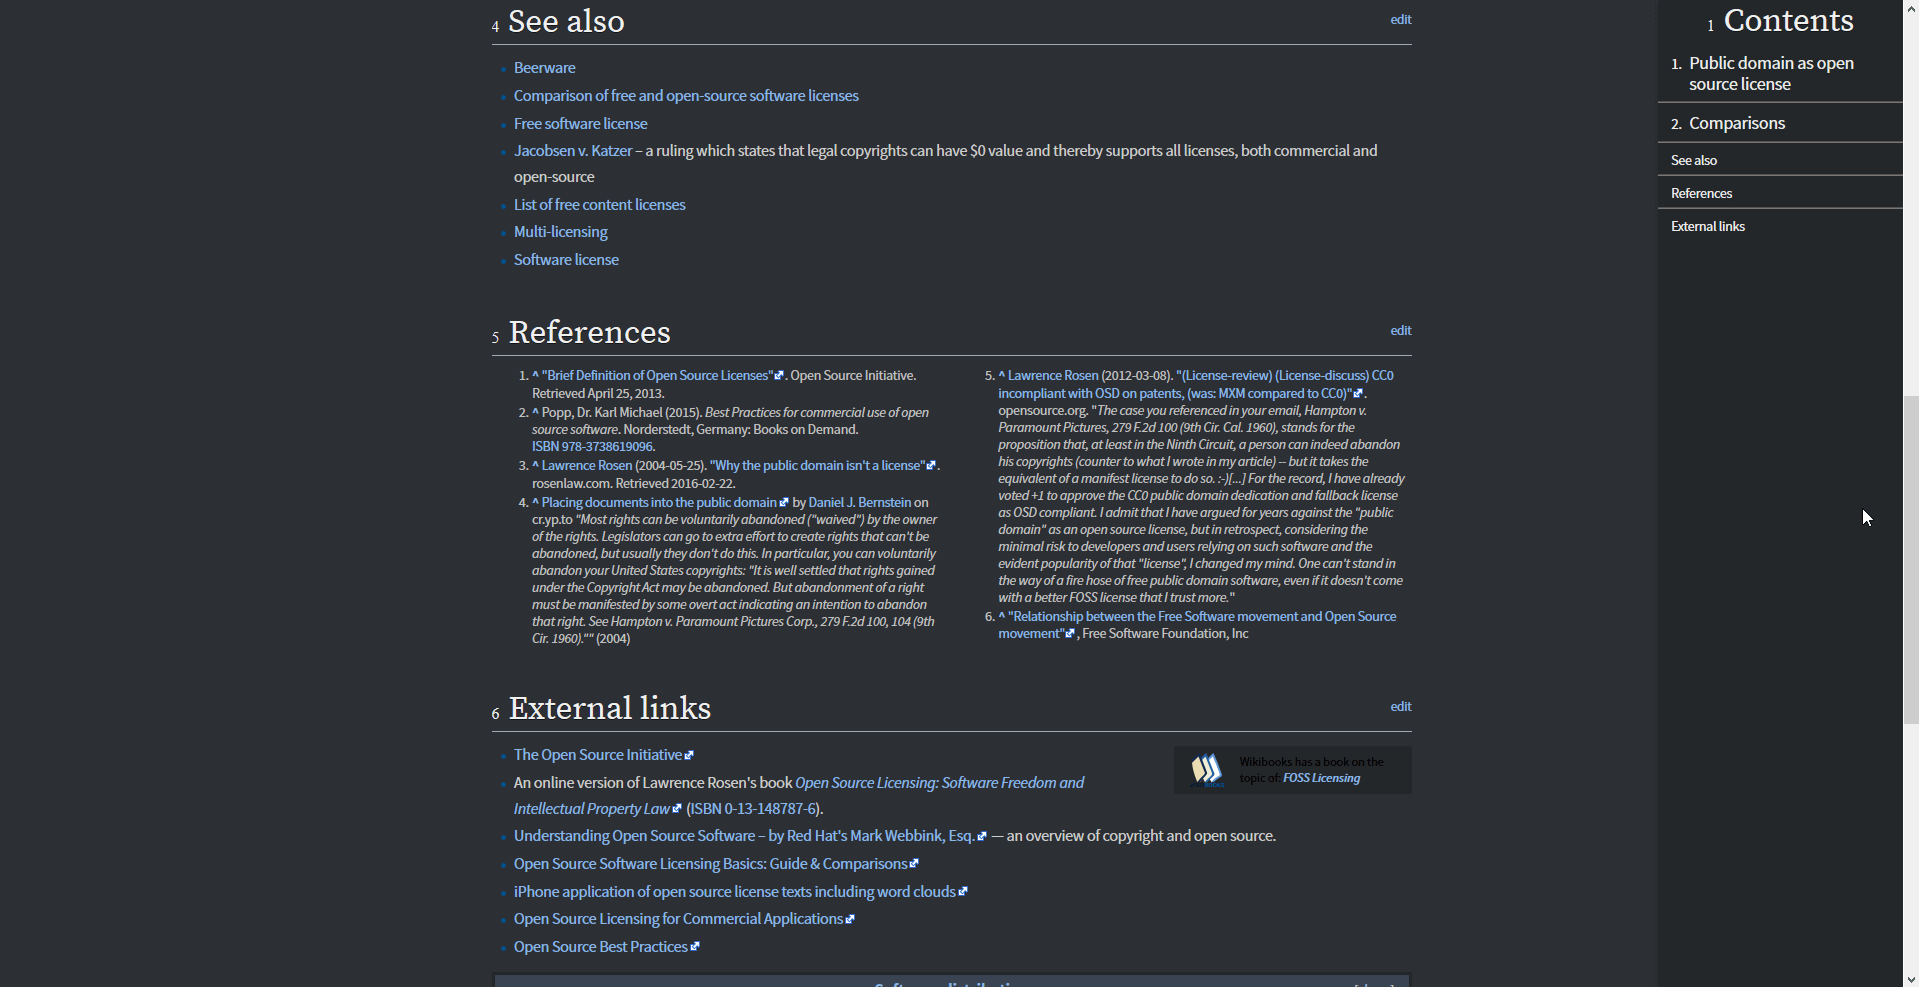 4 See also
edit
Beerware
Comparison of free and open-source software licenses
Free software license
Jacobsen v. Katzer – a ruling which states that legal copyrights can have $0 value and thereby supports all licenses, both commercial and
open-source
List of free content licenses
Multi-licensing
Software license
5 References
edit
1. ^ "Brief Definition of Open Source Licenses". Open Source Initiative.
Retrieved April 25, 2013.
2. ^ Popp, Dr. Karl Michael (2015). Best Practices for commercial use of open
source software. Norderstedt, Germany: Books on Demand.
ISBN 978-3738619096.
3. ^ Lawrence Rosen (2004-05-25). "Why the public domain isn't a license".
rosenlaw.com. Retrieved 2016-02-22.
4. ^ Placing documents into the public domain by Daniel J. Bernstein on
cr.yp.to "Most rights can be voluntarily abandoned ("waived") by the owner
of the rights. Legislators can go to extra effort to create rights that can't be
abandoned, but usually they don't do this. In particular, you can voluntarily
abandon your United States copyrights: "It is well settled that rights gained
under the Copyright Act may be abandoned. But abandonment of a right
must be manifested by some overt act indicating an intention to abandon
that right. See Hampton v. Paramount Pictures Corp., 279 F.2d 100, 104 (9th
Cir. 1960)."" (2004)
5. ^ Lawrence Rosen (2012-03-08). "(License-review) (License-discuss) CC0
incompliant with OSD on patents, (was: MXM compared to CC0)".
opensource.org. "The case you referenced in your email, Hampton v.
Paramount Pictures, 279 F.2d 100 (9th Cir. Cal. 1960), stands for the
proposition that, at least in the Ninth Circuit, a person can indeed abandon
his copyrights (counter to what I wrote in my article) – but it takes the
equivalent of a manifest license to do so. :-)[...] For the record, I have already
voted +1 to approve the CC0 public domain dedication and fallback license
as OSD compliant. I admit that I have argued for years against the "public
domain" as an open source license, but in retrospect, considering the
minimal risk to developers and users relying on such software and the
evident popularity of that "license", I changed my mind. One can't stand in
the way of a fire hose of free public domain software, even if it doesn't come
with a better FOSS license that I trust more."
6. ^ "Relationship between the Free Software movement and Open Source
movement", Free Software Foundation, Inc
6 External links
edit
The Open Source Initiative
An online version of Lawrence Rosen's book Open Source Licensing: Software Freedom and
Intellectual Property Law (ISBN 0-13-148787-6).
Understanding Open Source Software – by Red Hat's Mark Webbink, Esq. — an overview of copyright and open source.
Open Source Software Licensing Basics: Guide & Comparisons
iPhone application of open source license texts including word clouds
Open Source Licensing for Commercial Applications
Open Source Best Practices
Wikibooks has a book on the
topic of: FOSS Licensing
1 Contents
1. Public domain as open
source license
2. Comparisons
See also
References
External links